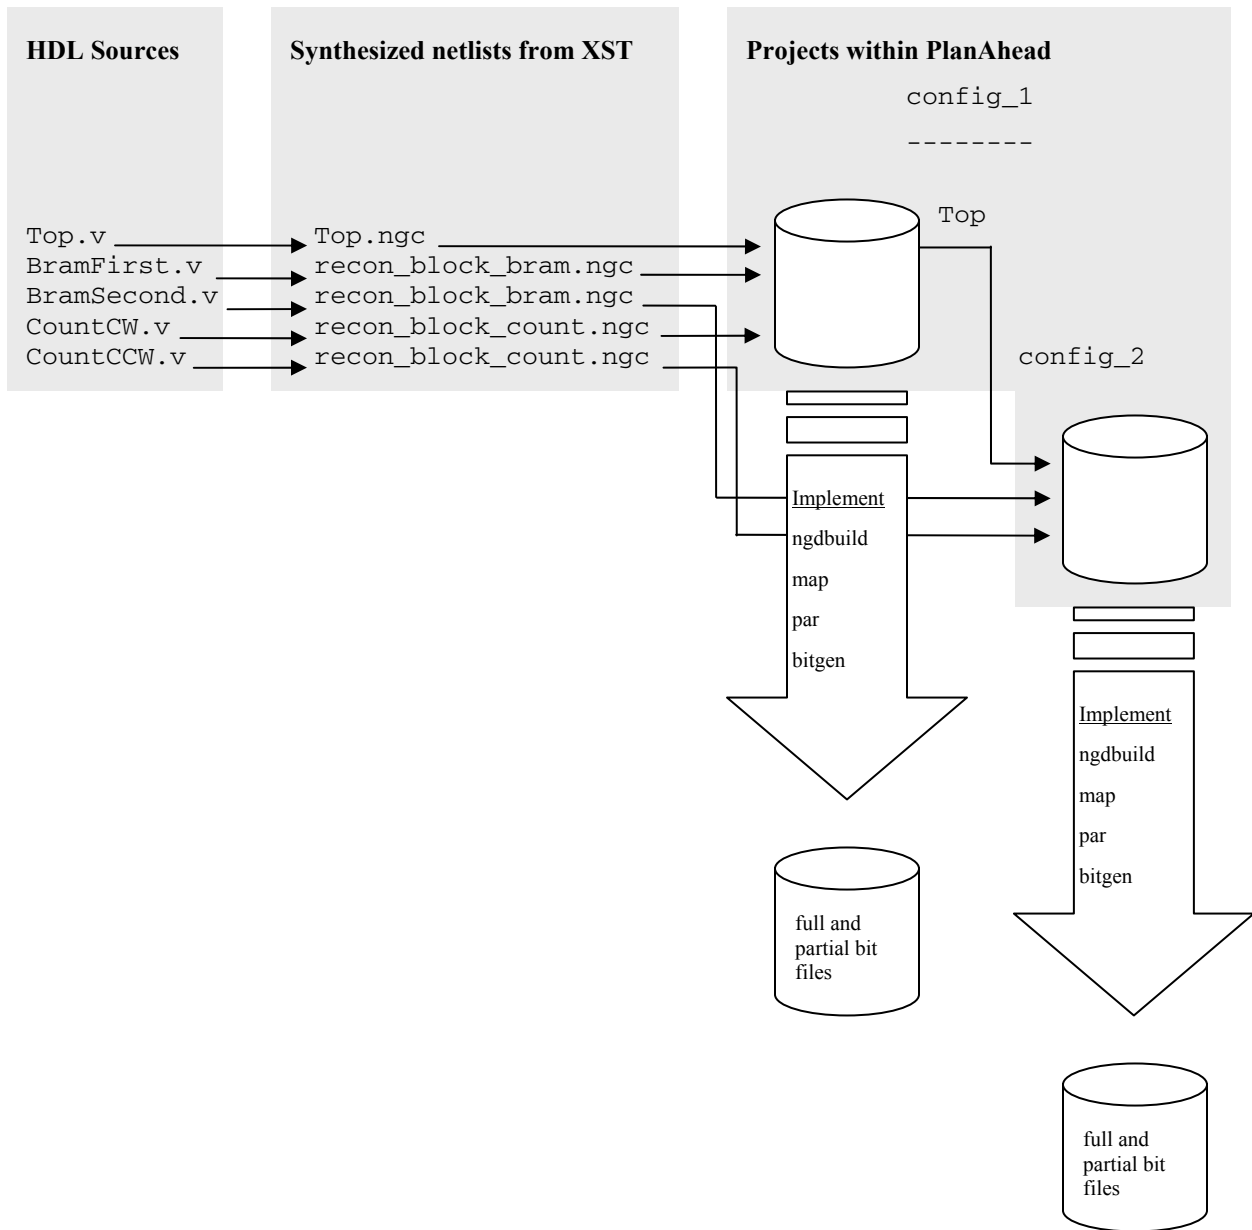 HDL Sources
Synthesized netlists from XST
Projects within PlanAhead
config_1
--------
Top
Top.v
Top.ngc
BramFirst.v
recon_block_bram.ngc
BramSecond.v
recon_block_bram.ngc
CountCW.v
recon_block_count.ngc
CountCCW.v
recon_block_count.ngc
config_2
Implement
ngdbuild
map
par
bitgen
Implement
ngdbuild
map
par
bitgen
full and
partial bit
files
full and
partial bit
files